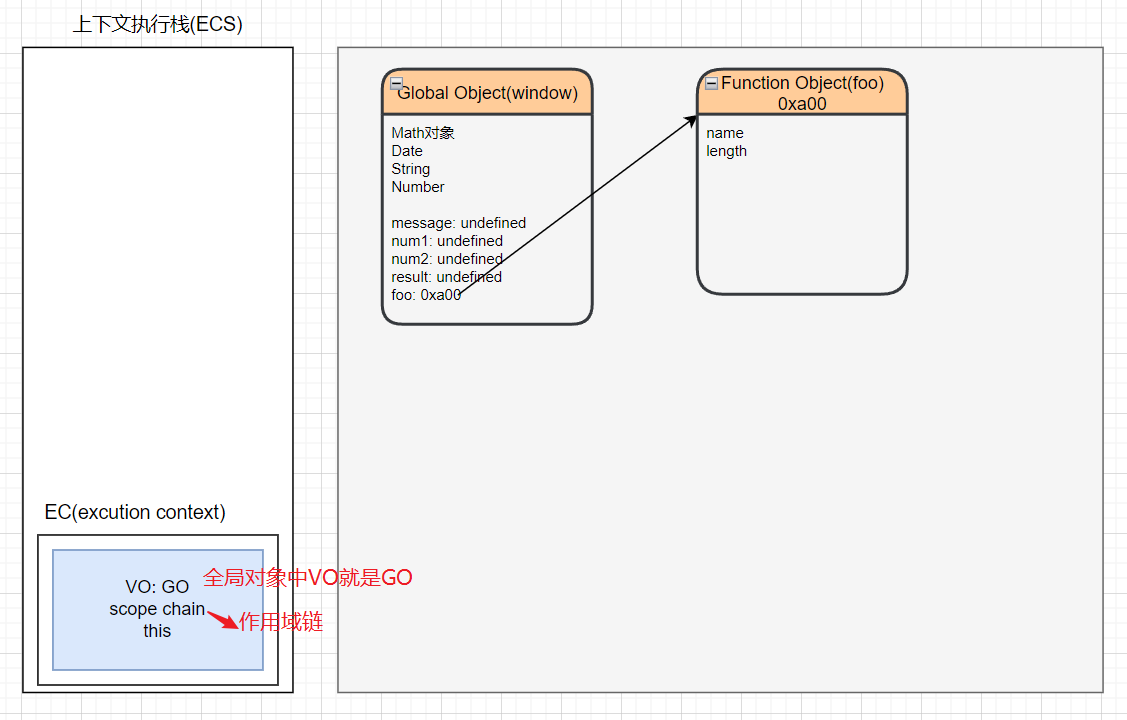 上下文执行栈(ECS)
Global Object(window)
Math对象
Date
String
Number
message: undefined
num1: undefined
num2: undefined
result: undefined
foo: 0xa00
Function Object(foo)
0xa00
name
length
EC(excution context)
VO: GO
全局对象中VO就是GO
scope chain
作用域链
this